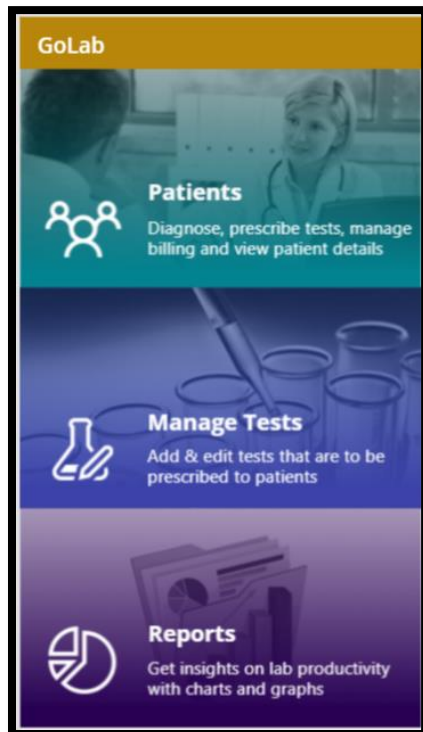 GoLab
Patients
Diagnose, prescribe tests, manage
billing and view patient details
Manage Tests
Add & edit tests that are to be
prescribed to patients
Reports
Get insights on lab productivity
with charts and graphs